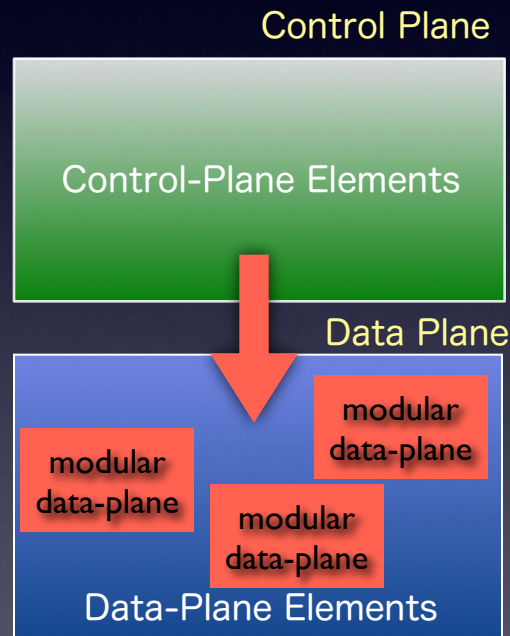 Control Plane
Control-Plane Elements
Data Plane
modular
data-plane
modular
data-plane
modular
data-plane
Data-Plane Elements